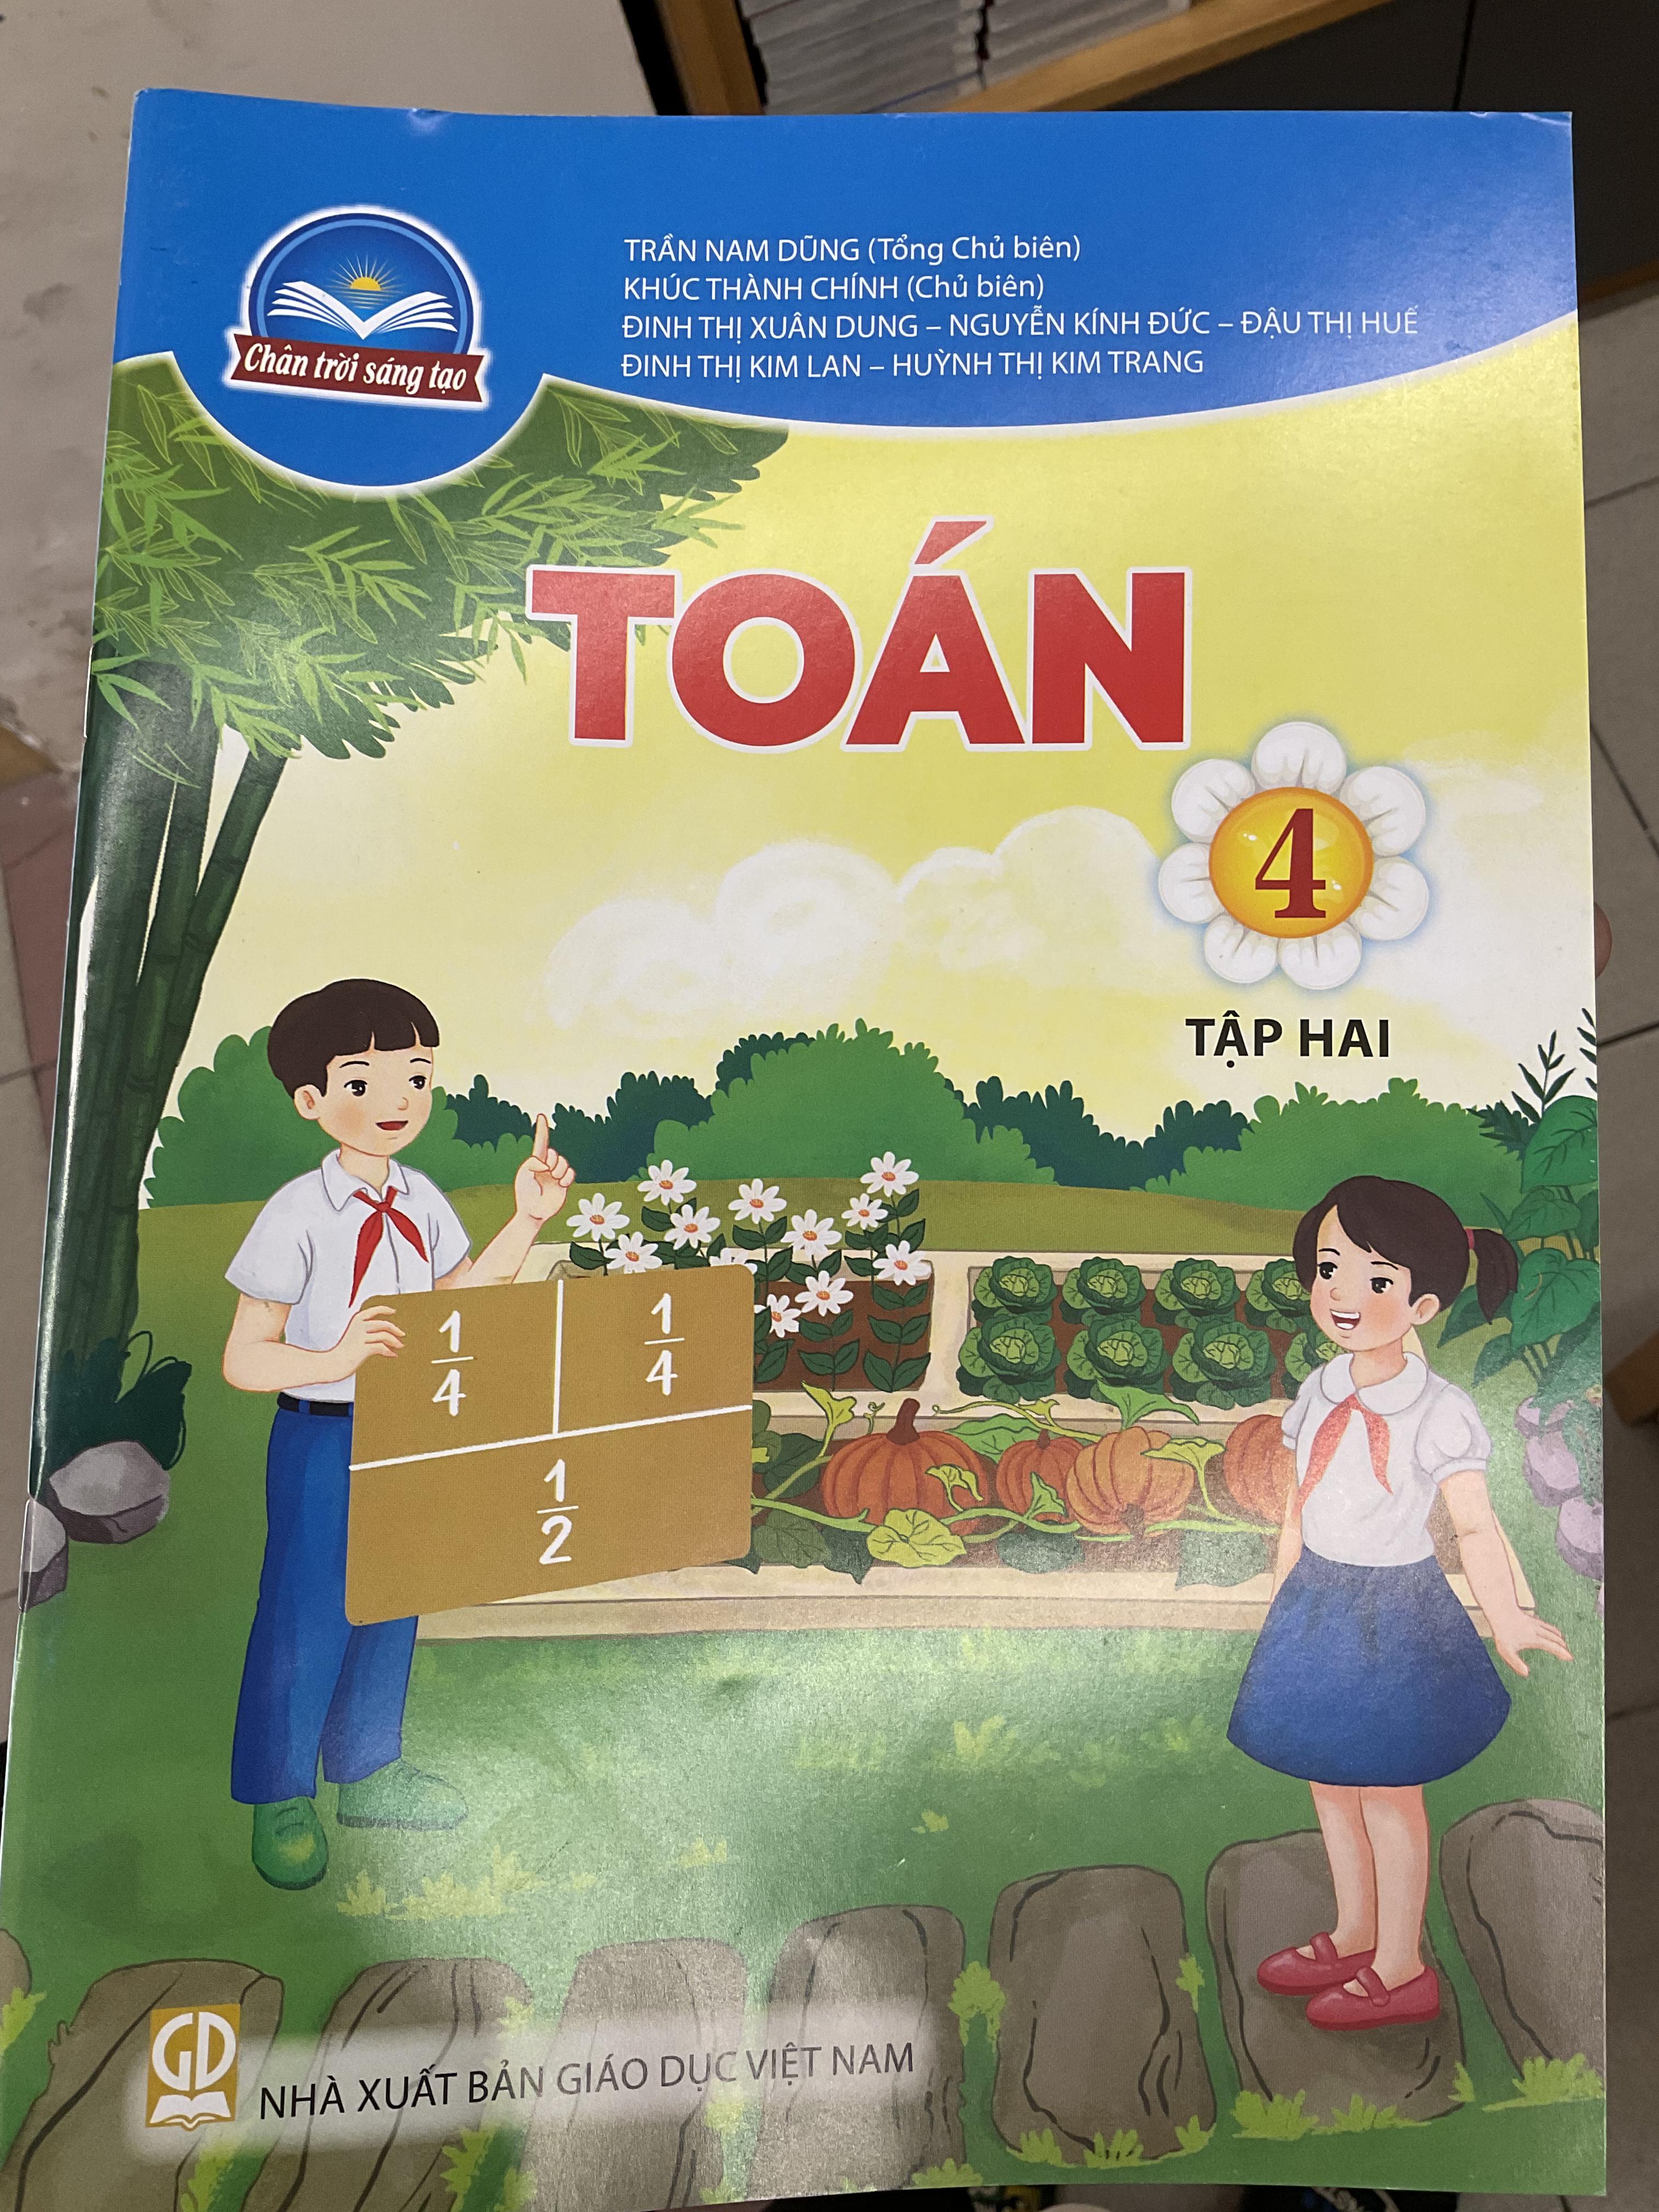 TRẦN NAM DŨNG (Tổng Chủ biên)
KHÚC THÀNH CHÍNH (Chủ biên)
ĐINH THỊ XUÂN DUNG – NGUYỄN KÍNH ĐỨC – ĐẬU THỊ HUẾ
ĐINH THỊ KIM LAN – HUỲNH THỊ KIM TRANG
Chân trời sáng tạo
TOÁN
4
TẬP HAI
1/4 1/4
1/2
GD
NHÀ XUẤT BẢN GIÁO DỤC VIỆT NAM